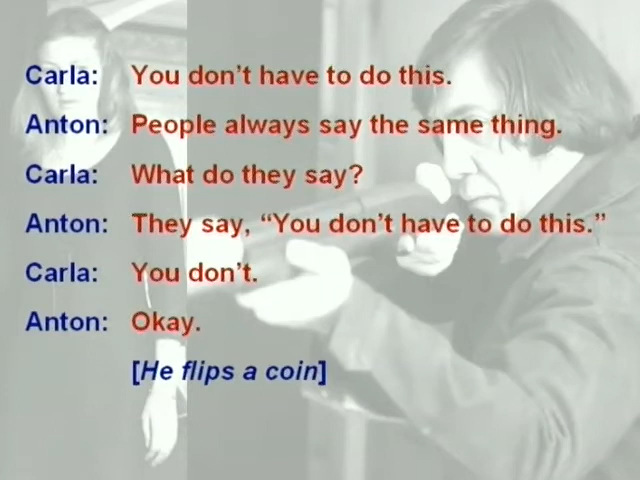 Carla: You don't have to do this.
Anton: People always say the same thing.
Carla: What do they say?
Anton: They say, “You don't have to do this.”
Carla: You don't.
Anton: Okay.
[He flips a coin]